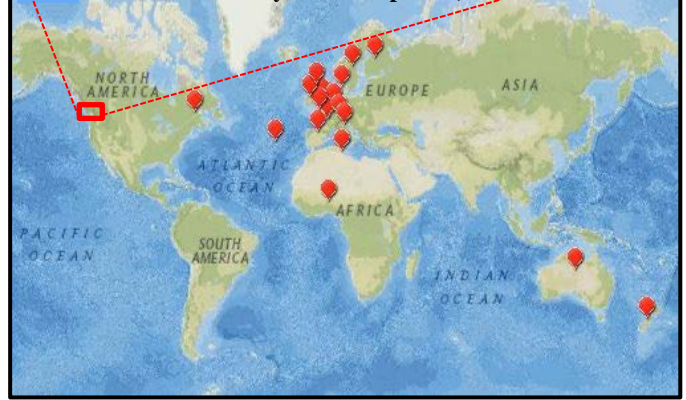 NORTH
AMERICA
EUROPE
ASIA
ATLANTIC
OCEAN
AFRICA
PACIFIC
OCEAN
SOUTH
AMERICA
INDIAN
OCEAN